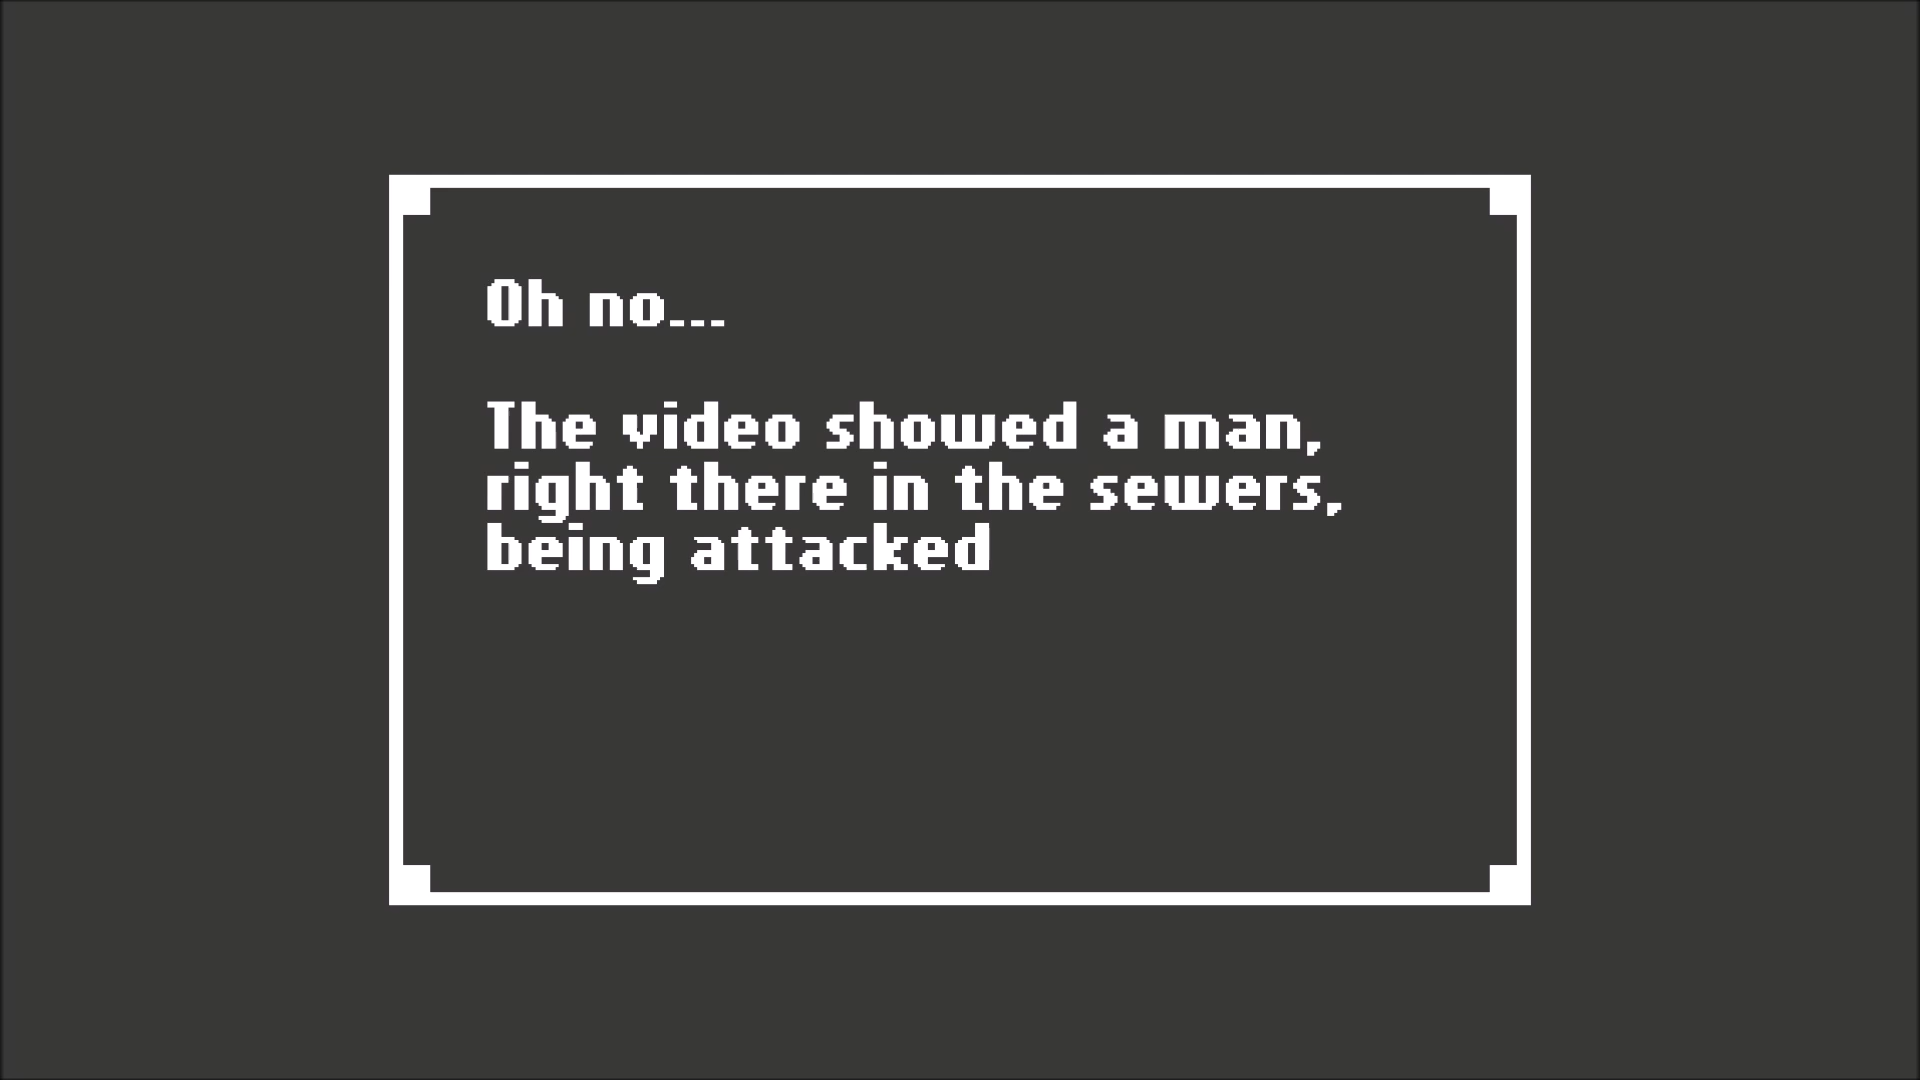 Oh no...
The video showed a man,
right there in the sewers,
being attacked